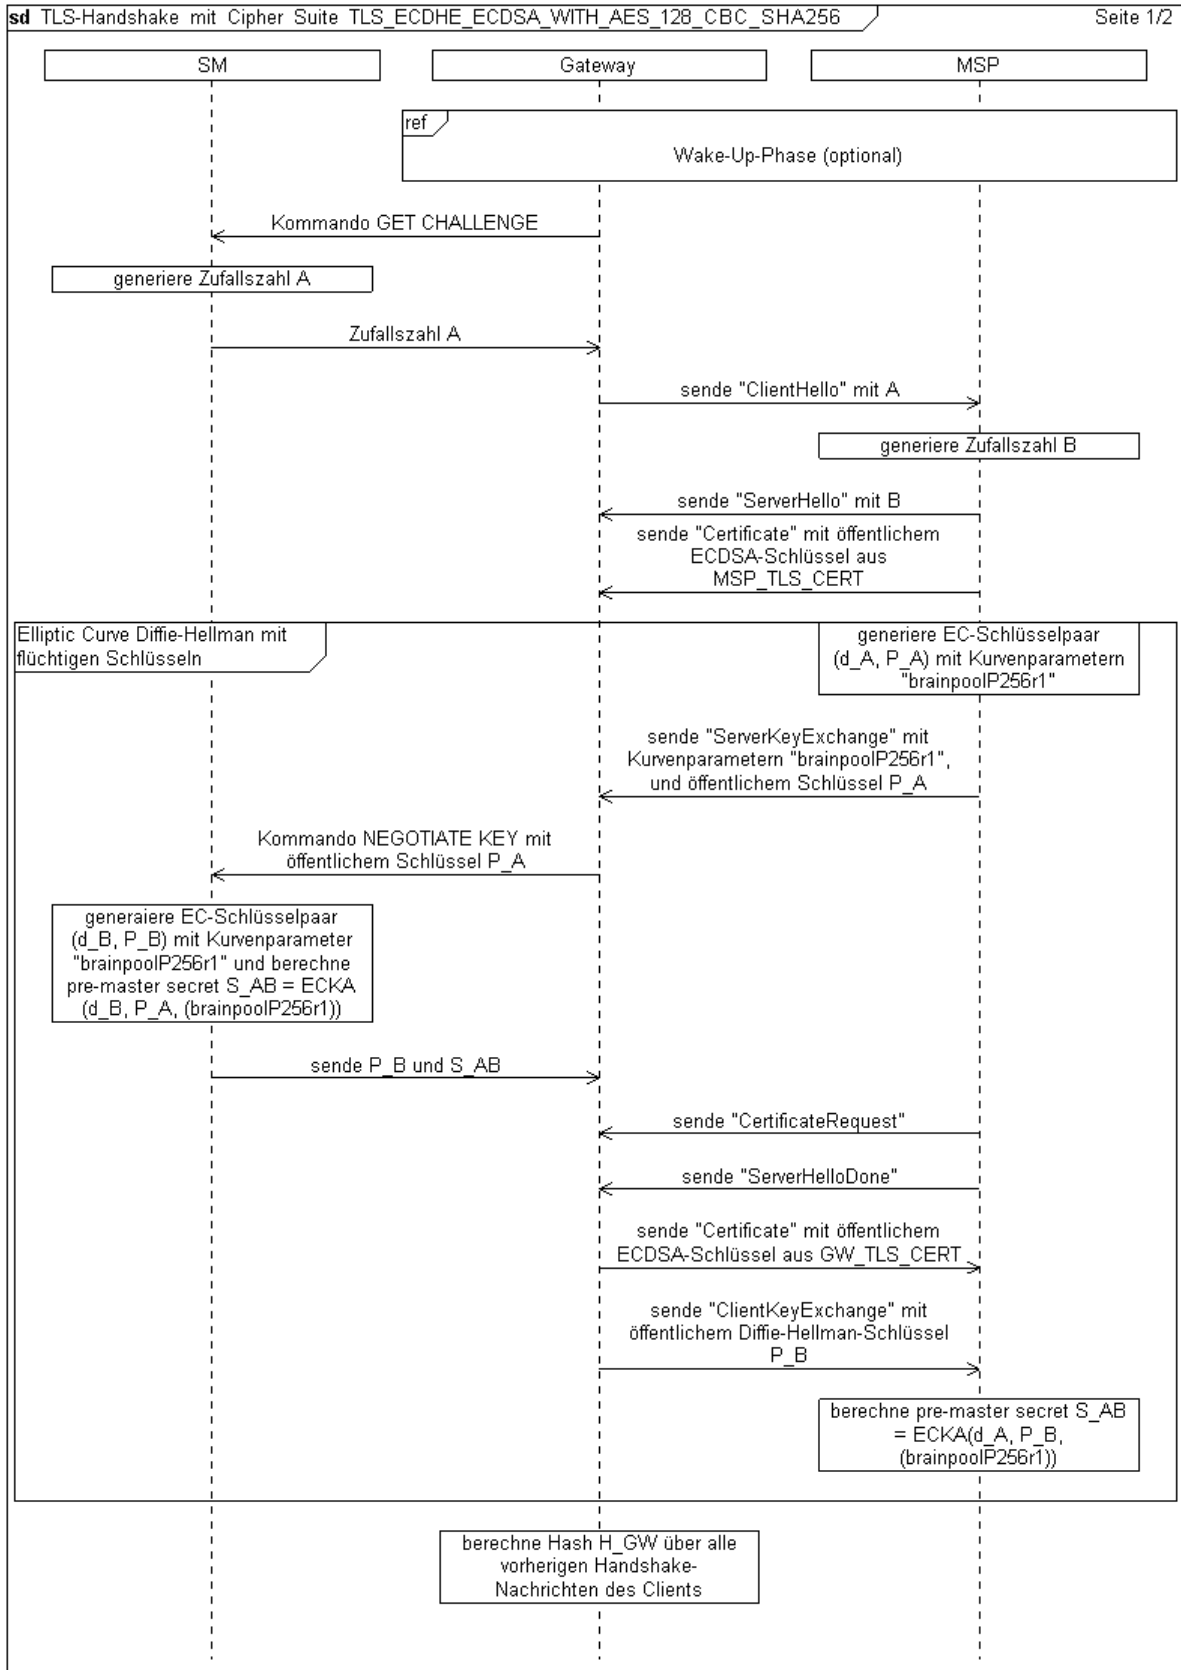 sd TLS-Handshake mit Cipher Suite TLS_ECDHE_ECDSA_WITH_AES_128_CBC_SHA256
Seite 1/2
SM
Gateway
MSP
ref
Wake-Up-Phase (optional)
Kommando GET CHALLENGE
generiere Zufallszahl A
Zufallszahl A
sende "ClientHello" mit A
generiere Zufallszahl B
sende "ServerHello" mit B
sende "Certificate" mit öffentlichem
ECDSA-Schlüssel aus
MSP_TLS_CERT
Elliptic Curve Diffie-Hellman mit
flüchtigen Schlüsseln
generiere EC-Schlüsselpaar
(d_A, P_A) mit Kurvenparametern
"brainpoolP256r1"
sende "ServerKeyExchange" mit
Kurvenparametern "brainpoolP256r1",
und öffentlichem Schlüssel P_A
Kommando NEGOTIATE KEY mit
öffentlichem Schlüssel P_A
generaiere EC-Schlüsselpaar
(d_B, P_B) mit Kurvenparameter
"brainpoolP256r1" und berechne
pre-master secret S_AB = ECKA
(d_B, P_A, (brainpoolP256r1))
sende P_B und S_AB
sende "CertificateRequest"
sende "ServerHelloDone"
sende "Certificate" mit öffentlichem
ECDSA-Schlüssel aus GW_TLS_CERT
sende "ClientKeyExchange" mit
öffentlichem Diffie-Hellman-Schlüssel
P_B
berechne pre-master secret S_AB
= ECKA(d_A, P_B,
(brainpoolP256r1))
berechne Hash H_GW über alle
vorherigen Handshake-
Nachrichten des Clients